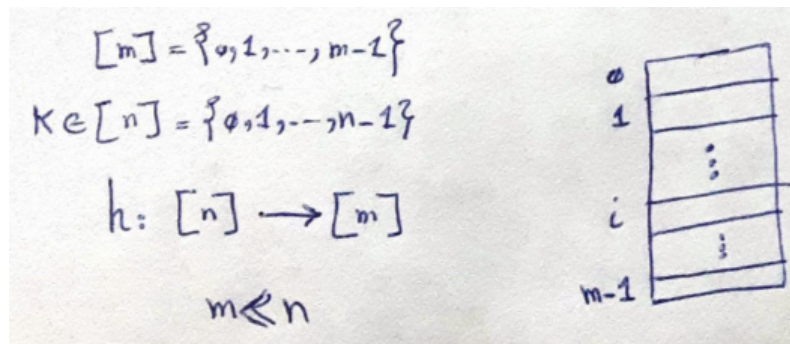 [m] = {0,1,---, m-1}
K ∈ [n] = {0,1,--,n-1}
h: [n] → [m]
m ≪ n
0
1
⋮
i
⋮
m-1